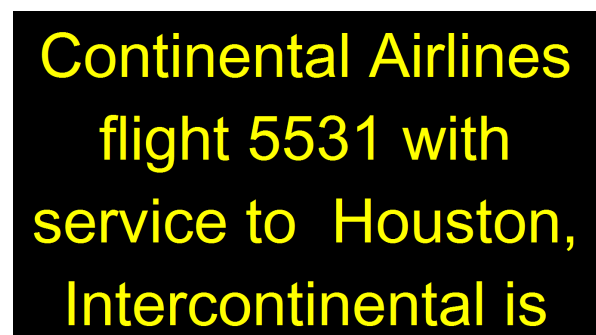 Continental Airlines
flight 5531 with
service to  Houston,
Intercontinental is